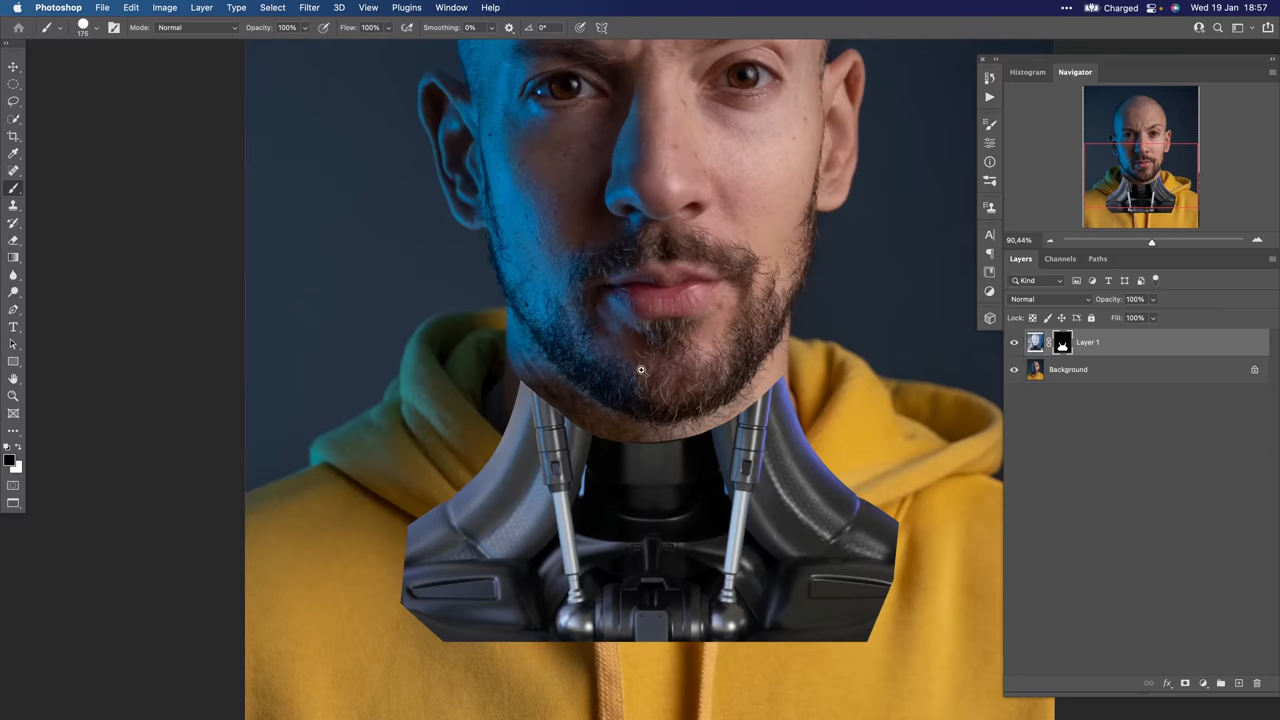 Photoshop File Edit Image Layer Type Select Filter 3D View Plugins Window Help Charged Wed 19 Jan 18:57
175 Mode: Normal Opacity: 100% Flow: 100% Smoothing: 0% 0°
Histogram Navigator
90,44%
Layers Channels Paths
Kind
Normal Opacity: 100%
Lock: Fill: 100%
Layer 1
Background